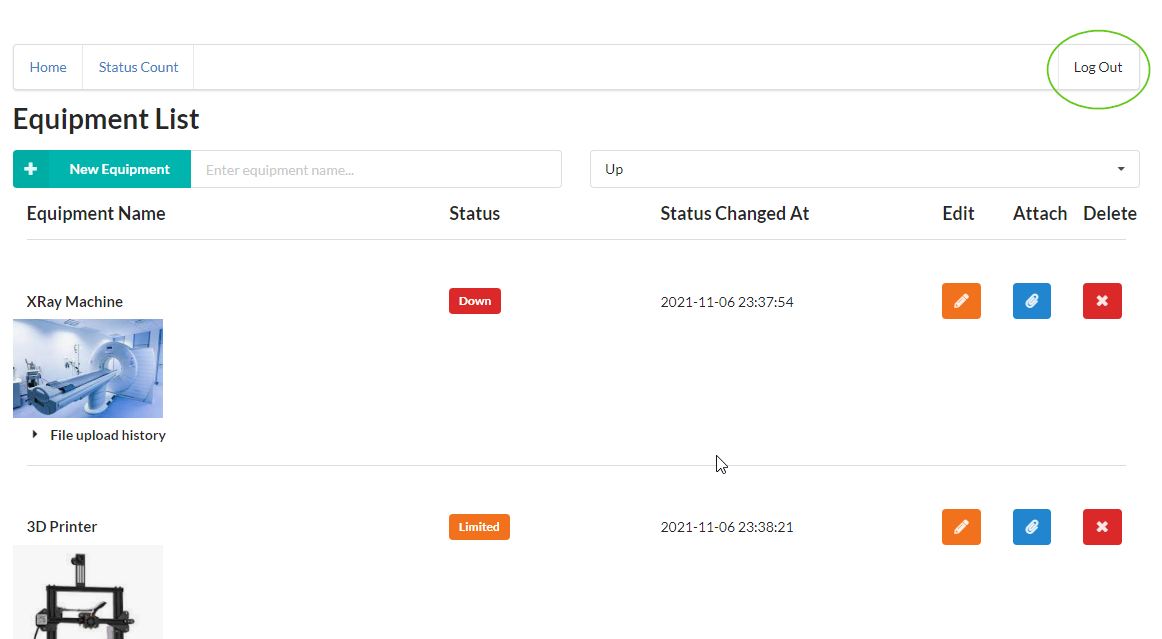 Home Status Count Log Out
Equipment List
New Equipment Enter equipment name... Up
Equipment Name Status Status Changed At Edit Attach Delete
XRay Machine Down 2021-11-06 23:37:54
File upload history
3D Printer Limited 2021-11-06 23:38:21